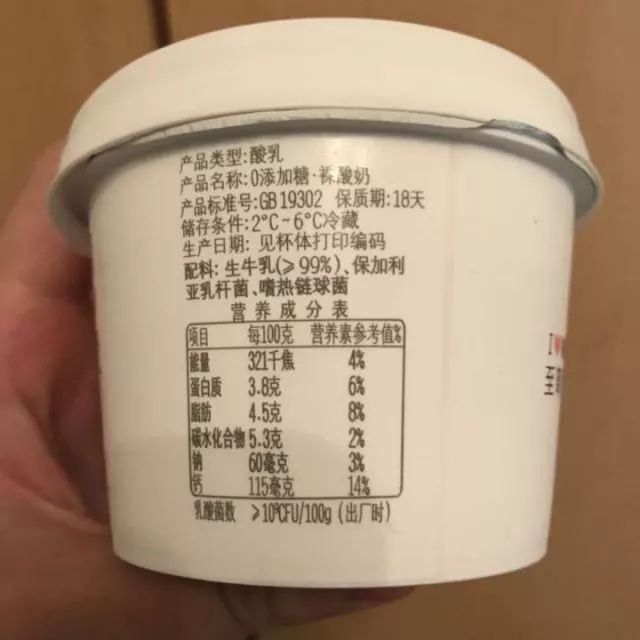 产品类型:酸乳
产品名称:0添加糖·裸酸奶
产品标准号:GB 19302 保质期:18天
储存条件:2°C~6°C冷藏
生产日期: 见杯体打印编码
配料: 生牛乳(≥99%)、保加利
亚乳杆菌、嗜热链球菌
营养成分表
项目 每100克 营养素参考值%
能量 321千焦 4%
蛋白质 3.8克 6%
脂肪 4.5克 8%
碳水化合物 5.3克 2%
钠 60毫克 3%
钙 115毫克 14%
乳酸菌数 ≥10⁶CFU/100g (出厂时)
I♥
至